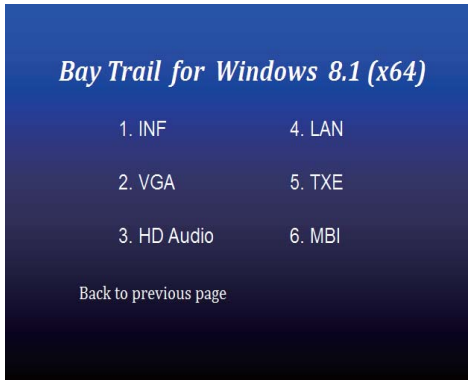 Bay Trail for Windows 8.1 (x64)
1. INF
4. LAN
2. VGA
5. TXE
3. HD Audio
6. MBI
Back to previous page